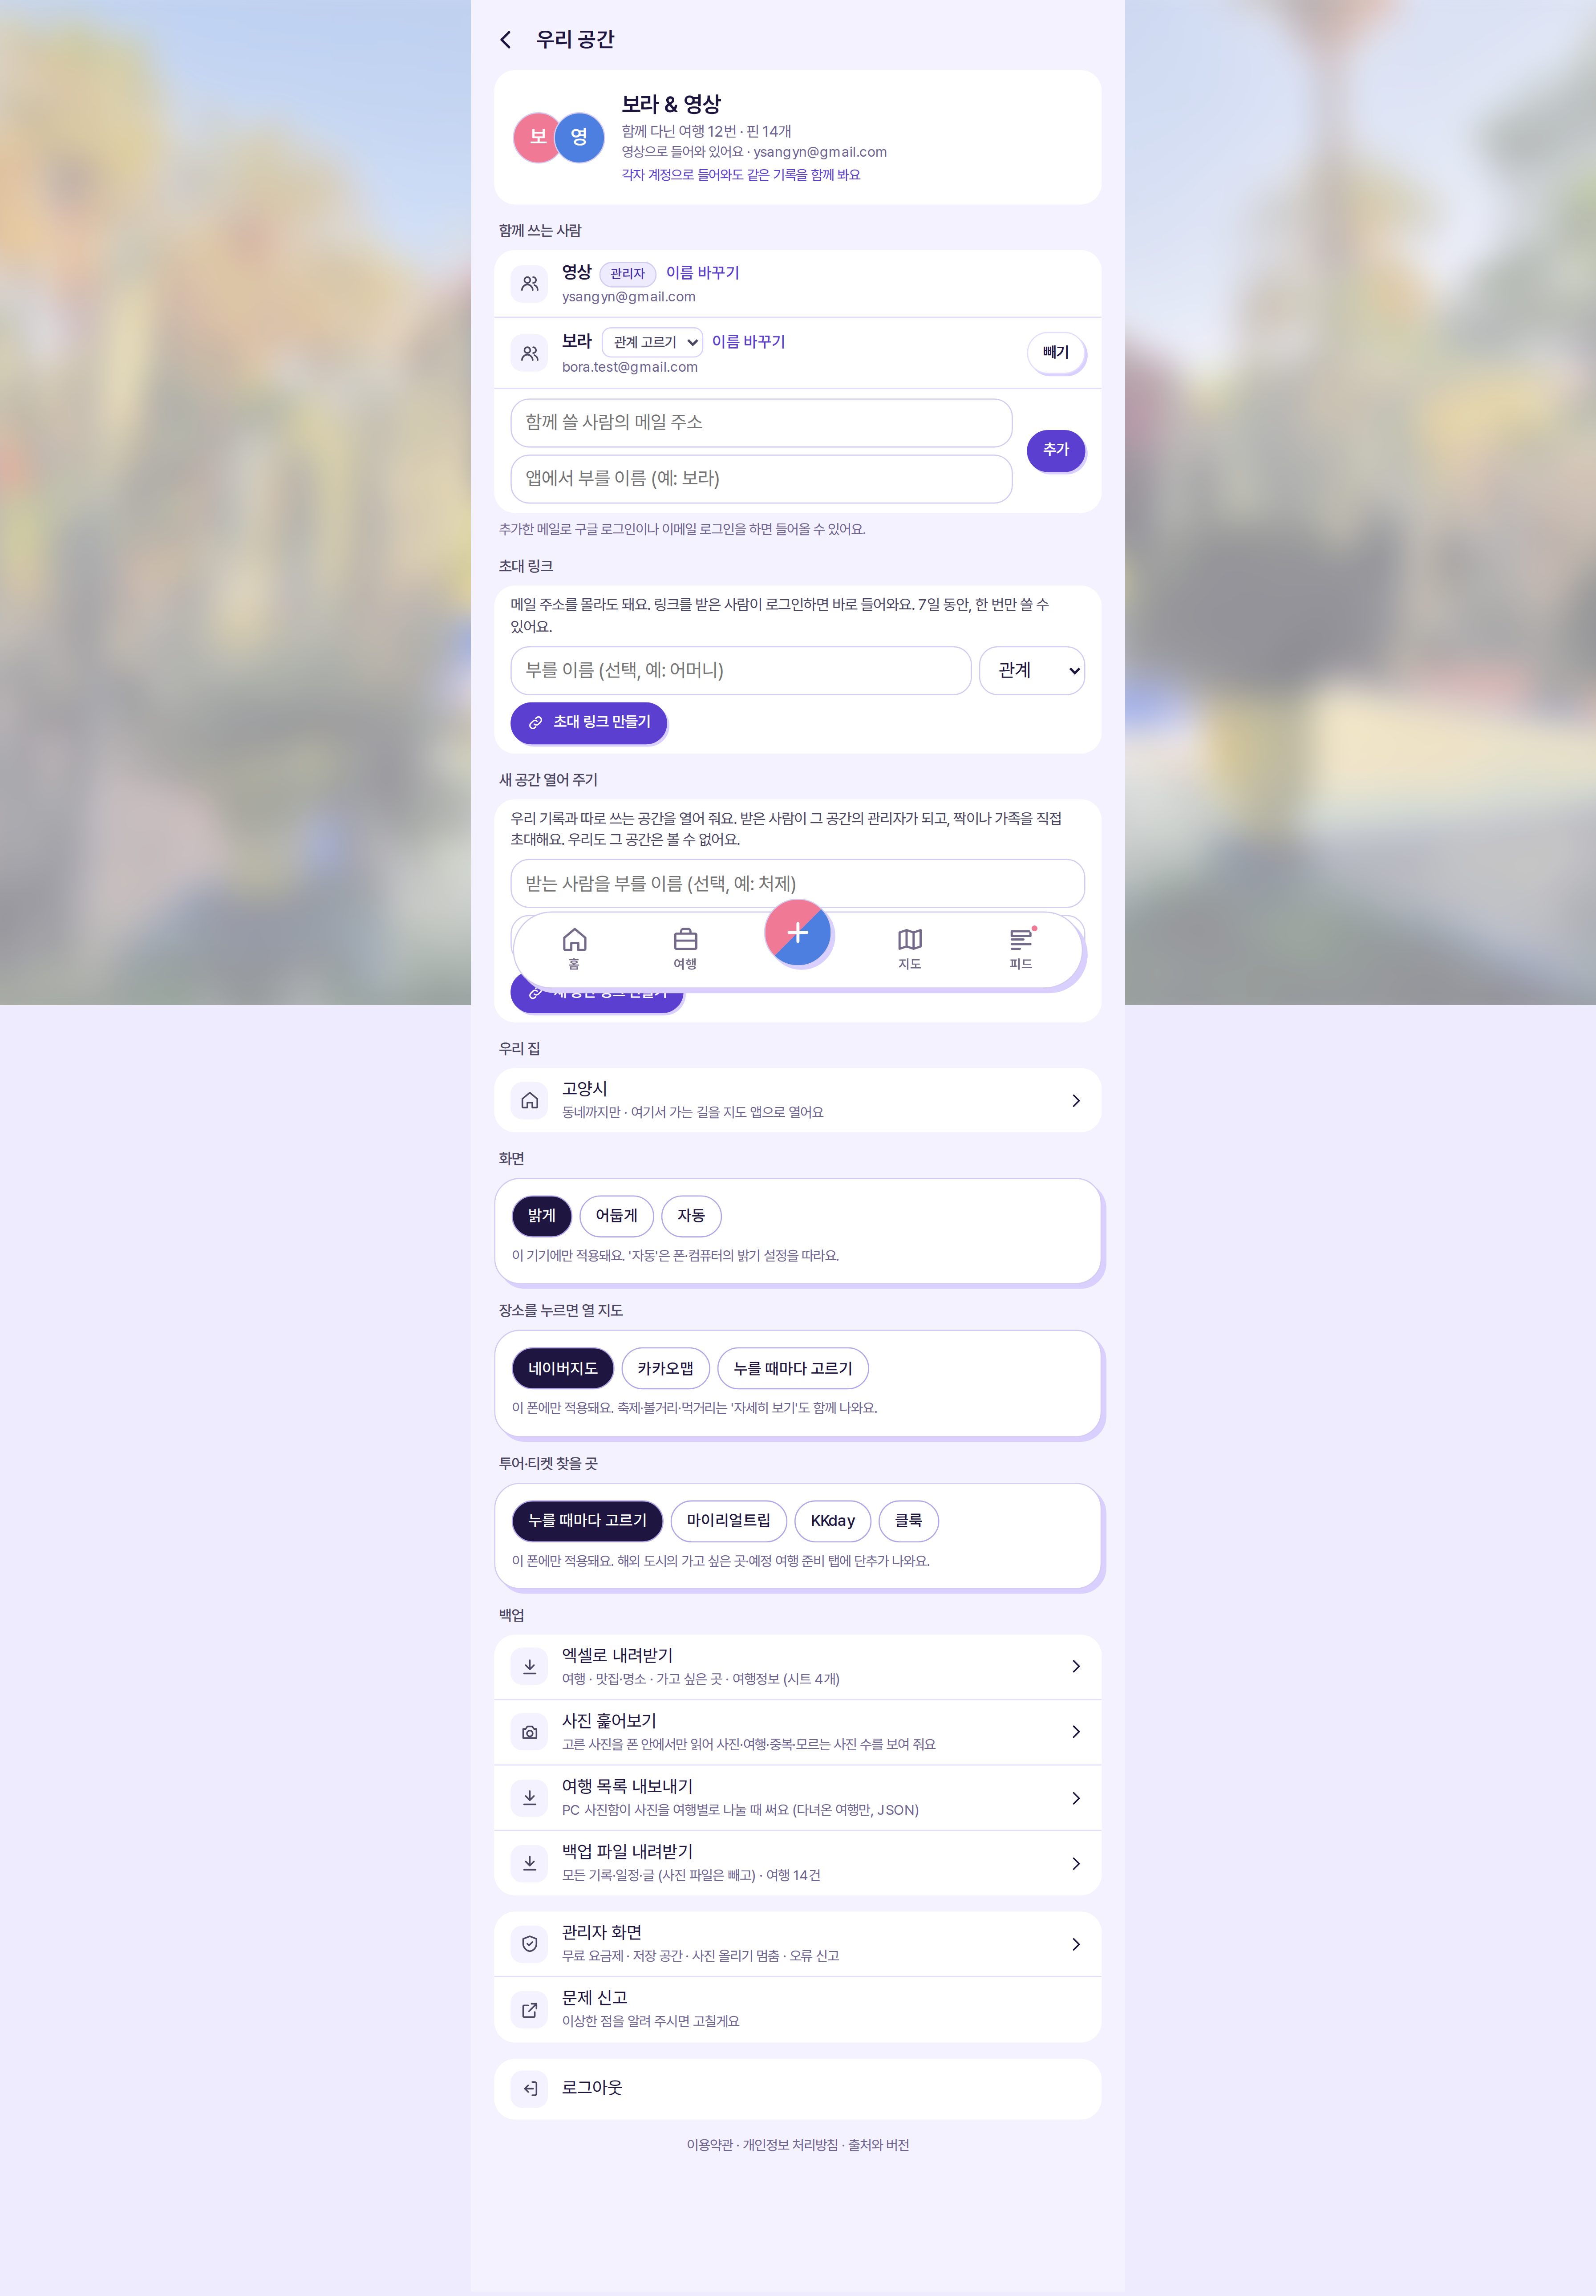 우리 공간
보 영
보라 & 영상
함께 다닌 여행 12번 · 핀 14개
영상으로 들어와 있어요 · ysangyn@gmail.com
각자 계정으로 들어와도 같은 기록을 함께 봐요
함께 쓰는 사람
영상 관리자 이름 바꾸기
ysangyn@gmail.com
보라 관계 고르기 이름 바꾸기
bora.test@gmail.com
빼기
함께 쓸 사람의 메일 주소
앱에서 부를 이름 (예: 보라)
추가
추가한 메일로 구글 로그인이나 이메일 로그인을 하면 들어올 수 있어요.
초대 링크
메일 주소를 몰라도 돼요. 링크를 받은 사람이 로그인하면 바로 들어와요. 7일 동안, 한 번만 쓸 수
있어요.
부를 이름 (선택, 예: 어머니) 관계
초대 링크 만들기
새 공간 열어 주기
우리 기록과 따로 쓰는 공간을 열어 줘요. 받은 사람이 그 공간의 관리자가 되고, 짝이나 가족을 직접
초대해요. 우리도 그 공간은 볼 수 없어요.
받는 사람을 부를 이름 (선택, 예: 처제)
홈 여행 지도 피드
우리 집
고양시
동네까지만 · 여기서 가는 길을 지도 앱으로 열어요
화면
밝게 어둡게 자동
이 기기에만 적용돼요. '자동'은 폰·컴퓨터의 밝기 설정을 따라요.
장소를 누르면 열 지도
네이버지도 카카오맵 누를 때마다 고르기
이 폰에만 적용돼요. 축제·볼거리·먹거리는 '자세히 보기'도 함께 나와요.
투어·티켓 찾을 곳
누를 때마다 고르기 마이리얼트립 KKday 클룩
이 폰에만 적용돼요. 해외 도시의 가고 싶은 곳·예정 여행 준비 탭에 단추가 나와요.
백업
엑셀로 내려받기
여행 · 맛집·명소 · 가고 싶은 곳 · 여행정보 (시트 4개)
사진 훑어보기
고른 사진을 폰 안에서만 읽어 사진·여행·중복·모르는 사진 수를 보여 줘요
여행 목록 내보내기
PC 사진함이 사진을 여행별로 나눌 때 써요 (다녀온 여행만, JSON)
백업 파일 내려받기
모든 기록·일정·글 (사진 파일은 빼고) · 여행 14건
관리자 화면
무료 요금제 · 저장 공간 · 사진 올리기 멈춤 · 오류 신고
문제 신고
이상한 점을 알려 주시면 고칠게요
로그아웃
이용약관 · 개인정보 처리방침 · 출처와 버전